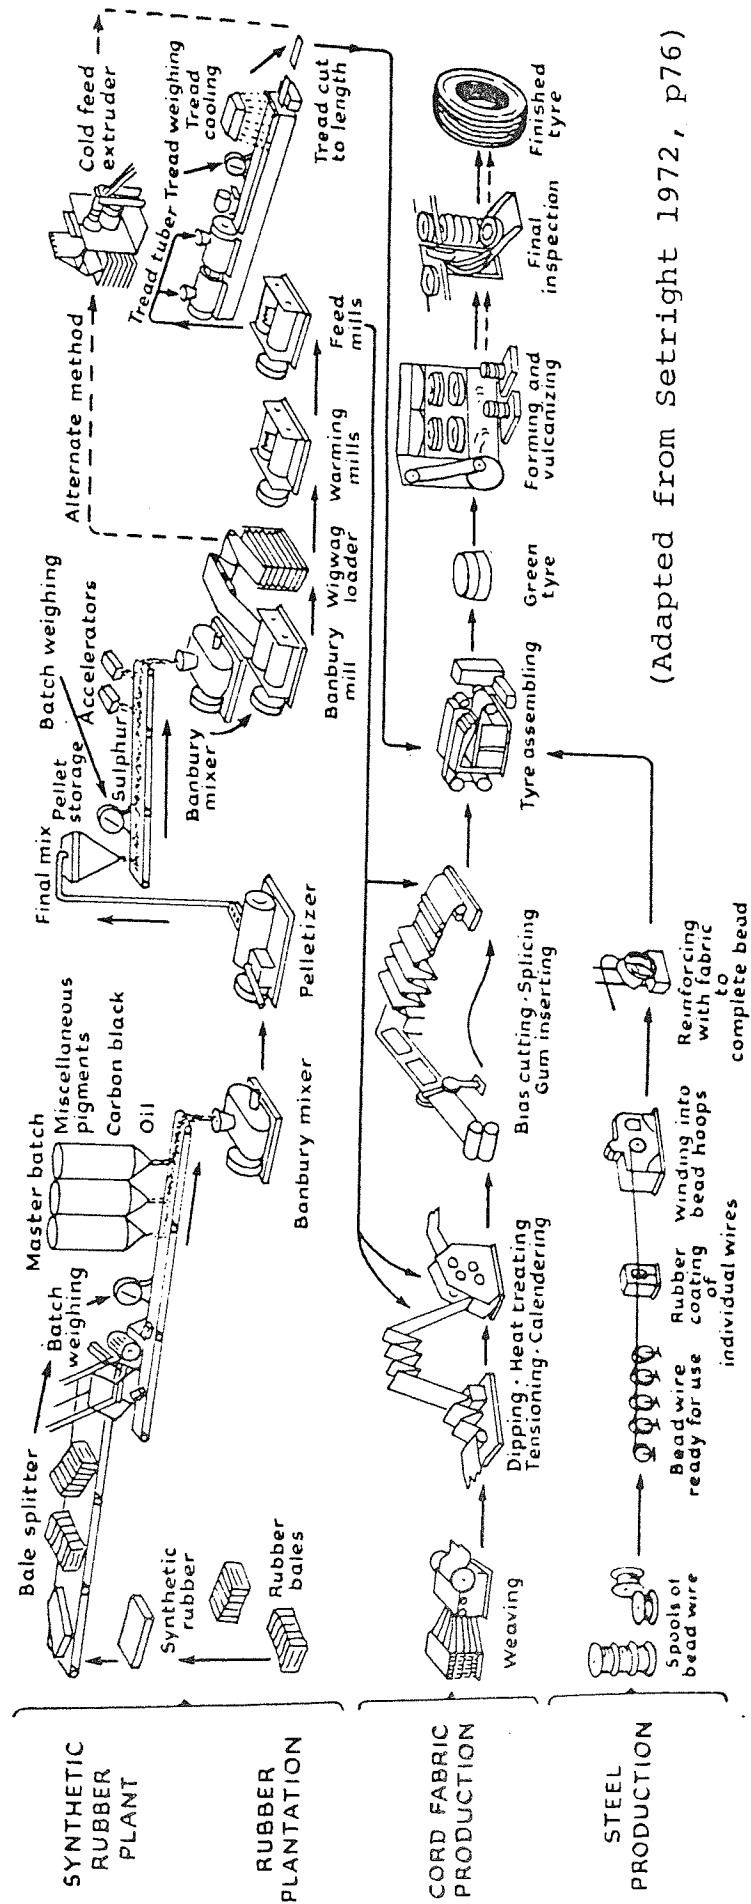 SYNTHETIC
RUBBER
PLANT
RUBBER
PLANTATION
Bale splitter
Synthetic
rubber
Rubber
bales
Batch
weighing
Master batch
Miscellaneous
pigments
Carbon black
Oil
Banbury mixer
Pelletizer
Final mix
Pellet
storage
Batch weighing
Sulphur
Accelerators
Banbury
mixer
Banbury
mill
Wigwag
loader
Alternate method
Warming
mills
Feed
mills
Cold feed
extruder
Tread tuber
Tread weighing
Tread
cooling
Tread cut
to length
CORD FABRIC
PRODUCTION
Weaving
Dipping · Heat treating
Tensioning · Calendering
Bias cutting · Splicing
Gum inserting
Tyre assembling
Green
tyre
Forming and
vulcanizing
Final
inspection
Finished
tyre
STEEL
PRODUCTION
Spools of
bead wire
Bead wire
ready for use
Rubber
coating
of
individual wires
Winding into
bead hoops
Reinforcing
with fabric
to
complete bead
(Adapted from Setright 1972, p76)